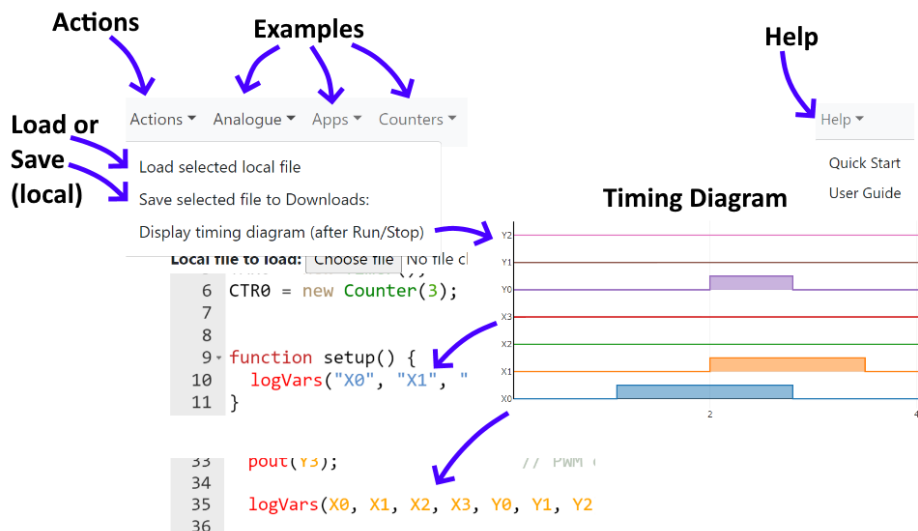 Actions
Examples
Help
Load or
Save
(local)
Actions Analogue Apps Counters
Help
Load selected local file
Save selected file to Downloads:
Display timing diagram (after Run/Stop)
Quick Start
User Guide
Timing Diagram
Local file to load: Choose file No file
6 CTR0 = new Counter(3);
7
8
9 function setup() {
10 logVars("X0", "X1", "
11 }
Y2
Y1
Y0
X3
X2
X1
X0
2
4
33 pout(Y3); // PWM
34
35 logVars(X0, X1, X2, X3, Y0, Y1, Y2
36